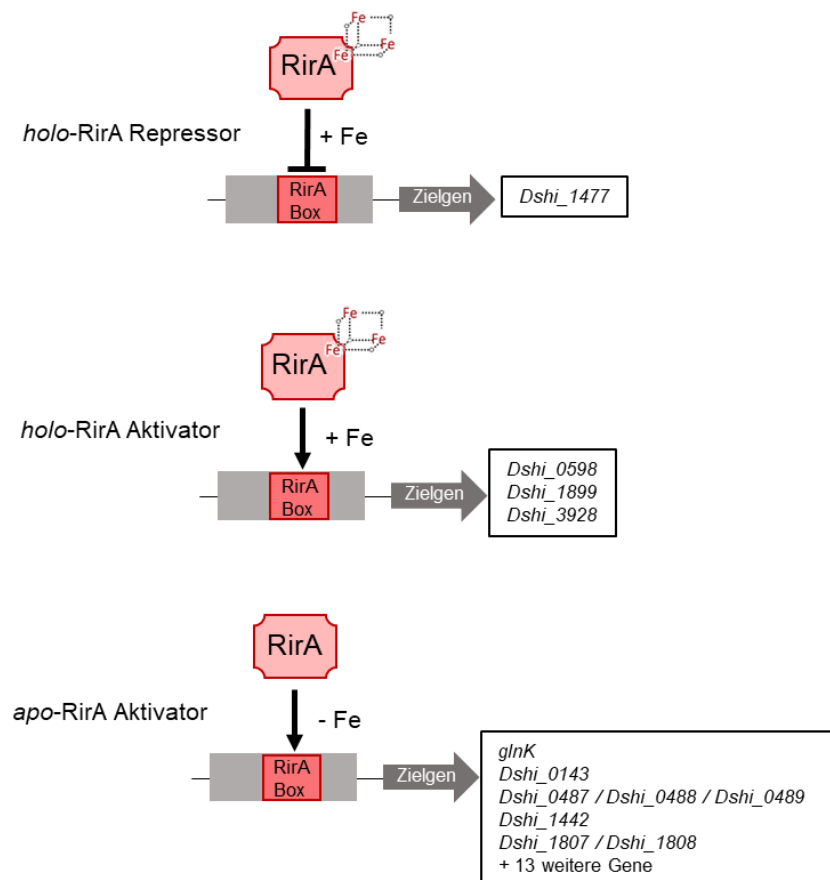 Fe
Fe
Fe
RirA
holo-RirA Repressor
+ Fe
RirA
Box
Zielgen
Dshi_1477
Fe
Fe
Fe
RirA
holo-RirA Aktivator
+ Fe
RirA
Box
Zielgen
Dshi_0598
Dshi_1899
Dshi_3928
RirA
apo-RirA Aktivator
- Fe
RirA
Box
Zielgen
glnK
Dshi_0143
Dshi_0487 / Dshi_0488 / Dshi_0489
Dshi_1442
Dshi_1807 / Dshi_1808
+ 13 weitere Gene